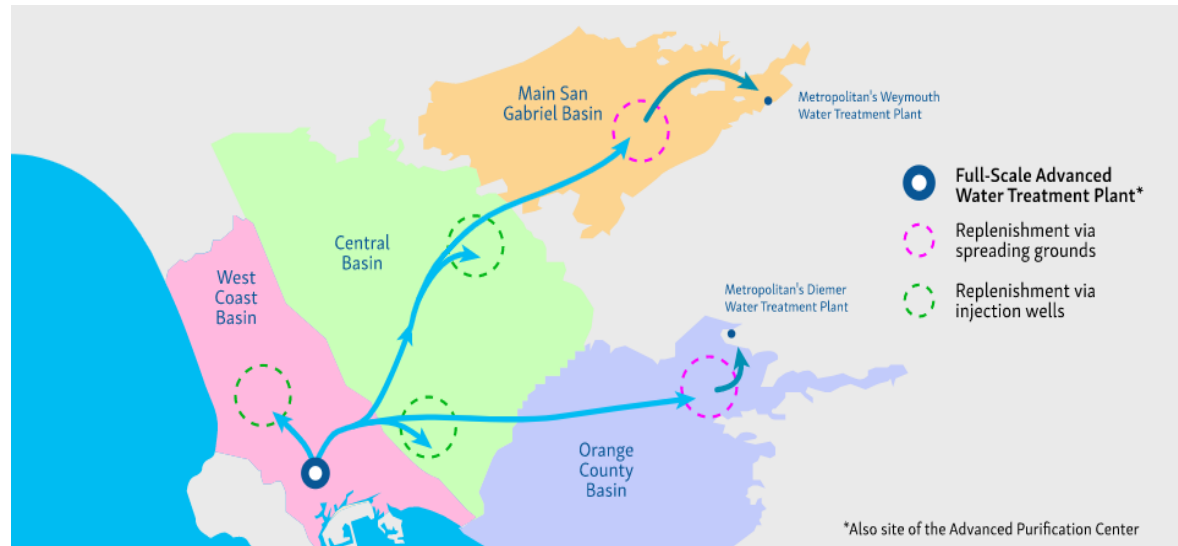 Main San
Gabriel Basin
Metropolitan's Weymouth
Water Treatment Plant
Full-Scale Advanced
Water Treatment Plant*
Replenishment via
spreading grounds
Central
Basin
West
Coast
Basin
Metropolitan's Diemer
Water Treatment Plant
Replenishment via
injection wells
Orange
County
Basin
*Also site of the Advanced Purification Center